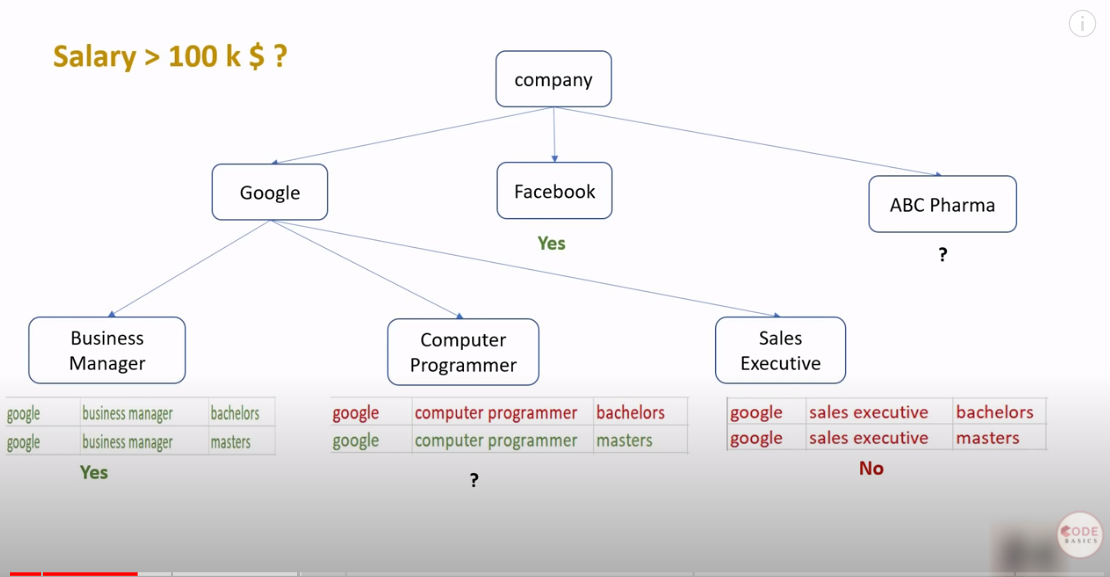 Salary > 100 k $ ?
company
Google
Facebook
ABC Pharma
Yes
?
Business
Manager
Computer
Programmer
Sales
Executive
google business manager bachelors
google business manager masters
Yes
google computer programmer bachelors
google computer programmer masters
?
google sales executive bachelors
google sales executive masters
No
CODE
BASICS